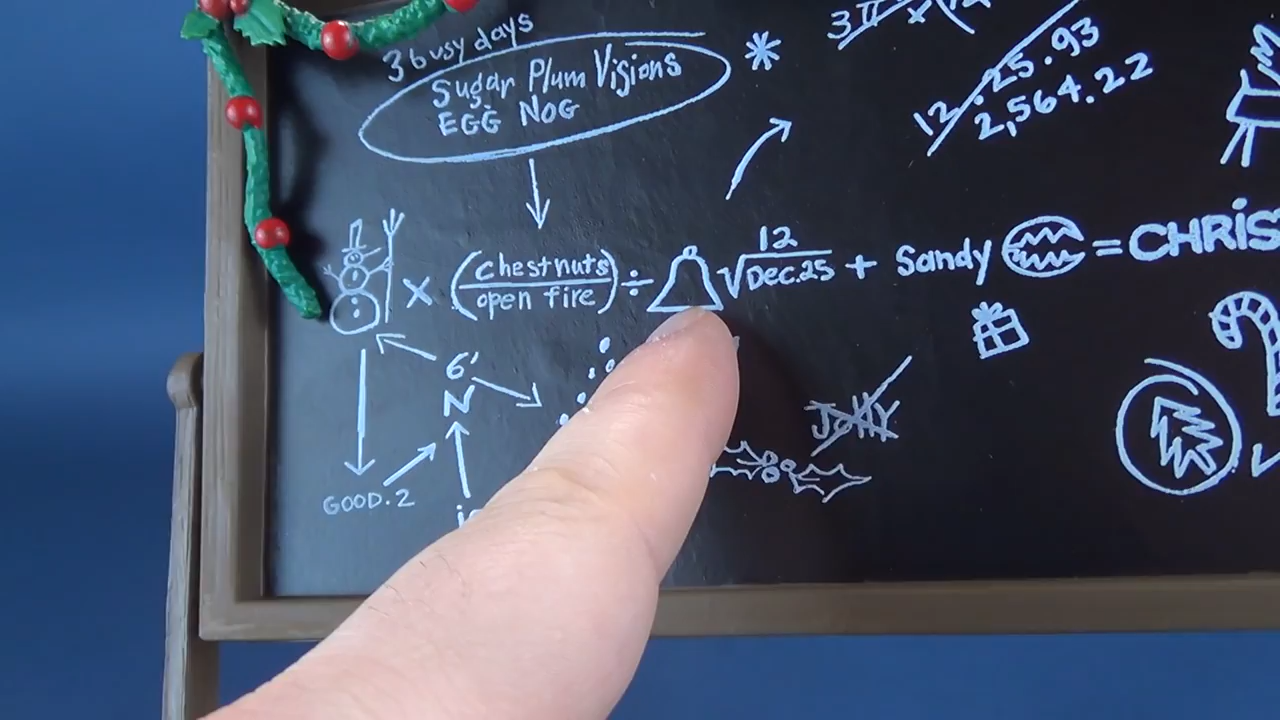 3 busy days
Sugar Plum Visions
EGG NOG
12.25.93
2,564.22
× (chestnuts / open fire) ÷ 12 √Dec.25 + Sandy = CHRIS
6'
N
GOOD.2
JOLLY